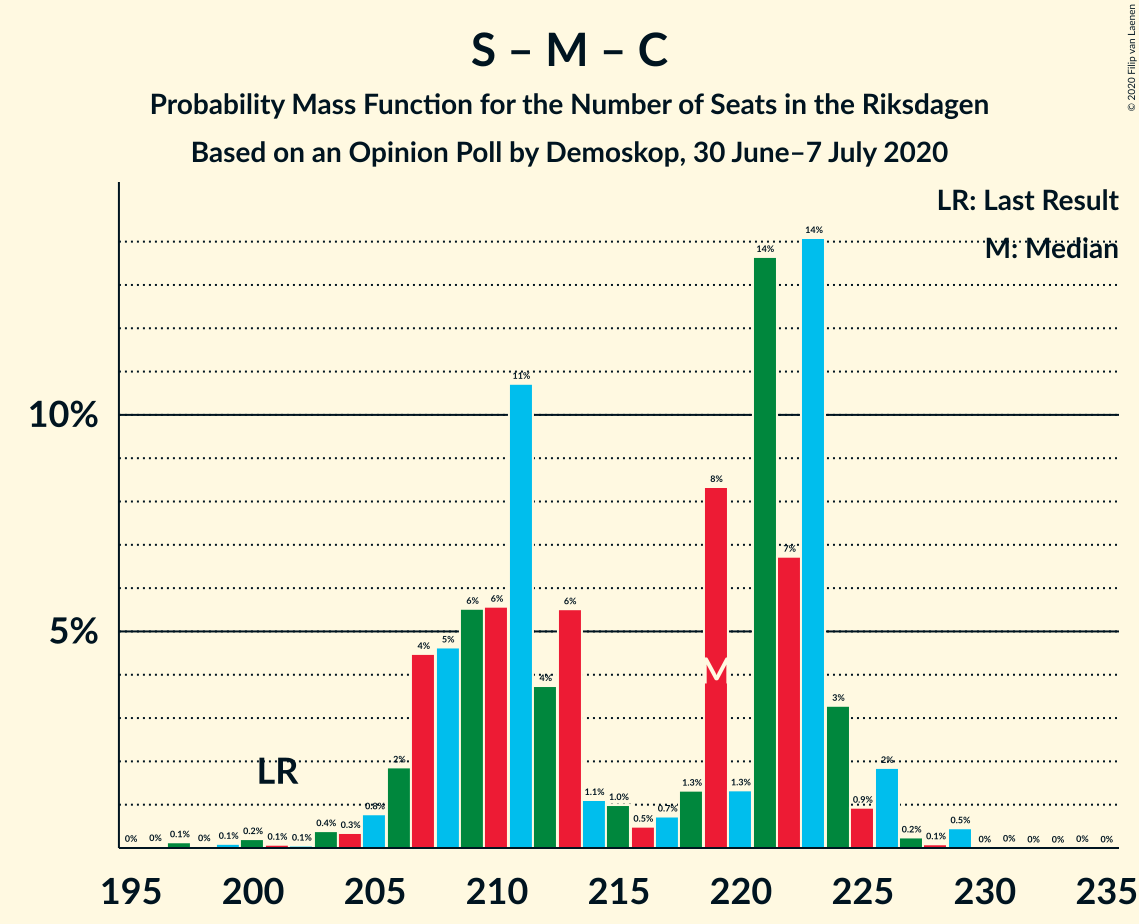 S – M – C
Probability Mass Function for the Number of Seats in the Riksdagen
Based on an Opinion Poll by Demoskop, 30 June–7 July 2020
© 2020 Filip van Laenen
LR: Last Result
M: Median
10%
5%
LR
M
0% 0% 0.1% 0% 0.1% 0.2% 0.1% 0.1% 0.4% 0.3% 0.8% 2% 4% 5% 6% 6% 11% 4% 6% 1.1% 1.0% 0.5% 0.7% 1.3% 8% 1.3% 14% 7% 14% 3% 0.9% 2% 0.2% 0.1% 0.5% 0% 0% 0% 0% 0% 0%
195 200 205 210 215 220 225 230 235